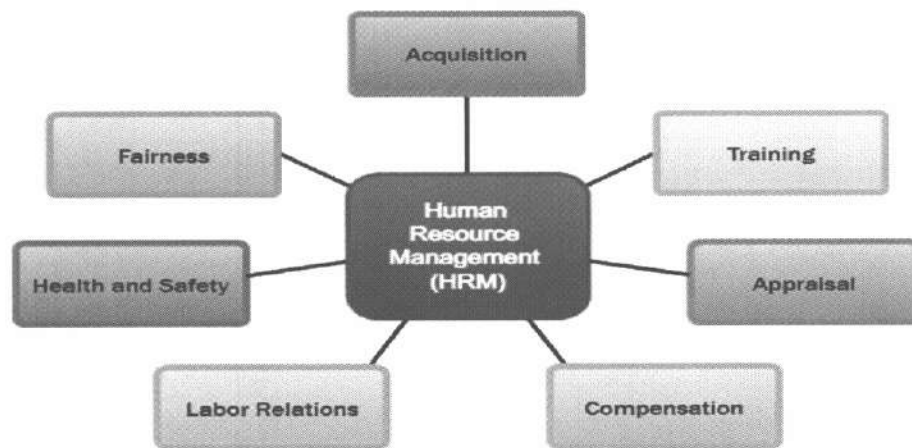 Acquisition
Fairness
Training
Human
Resource
Management
(HRM)
Health and Safety
Appraisal
Labor Relations
Compensation